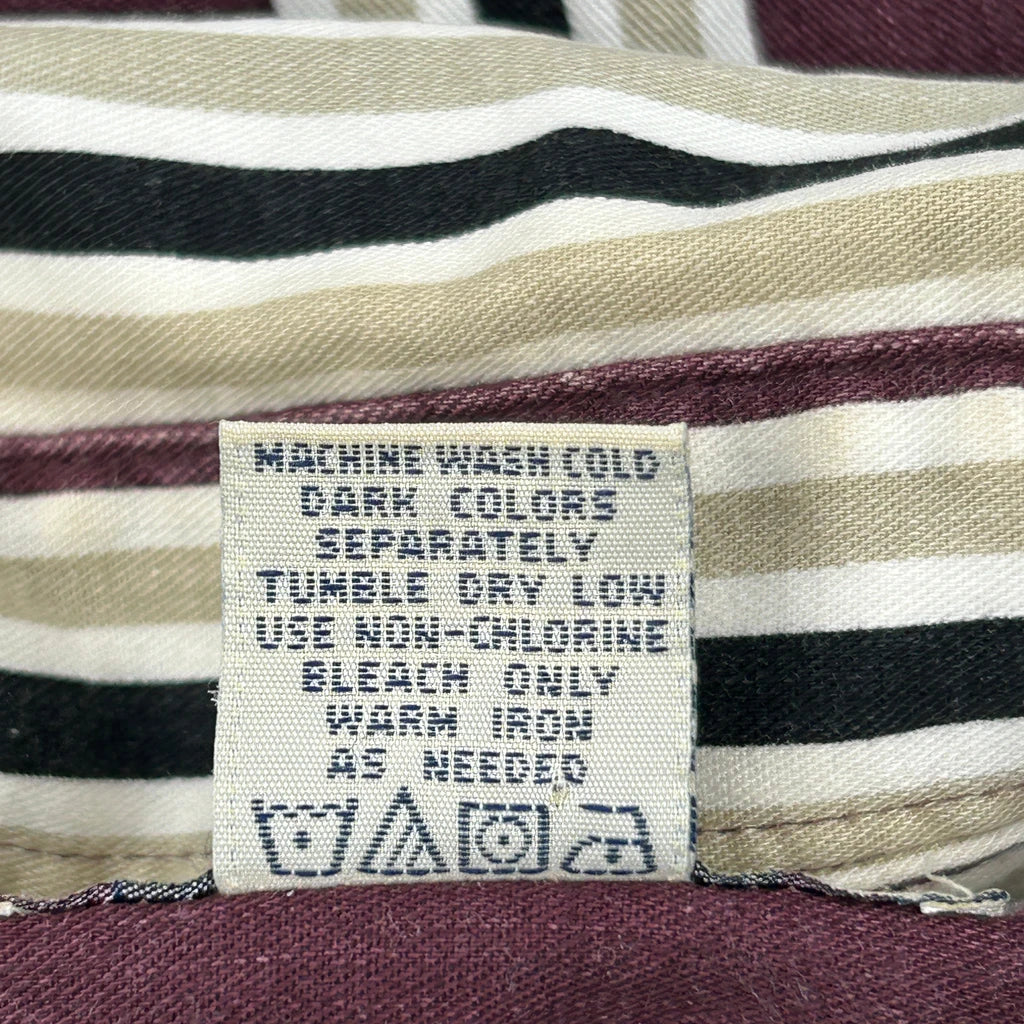 MACHINE WASH COLD
DARK COLORS
SEPARATELY
TUMBLE DRY LOW
USE NON-CHLORINE
BLEACH ONLY
WARM IRON
AS NEEDED